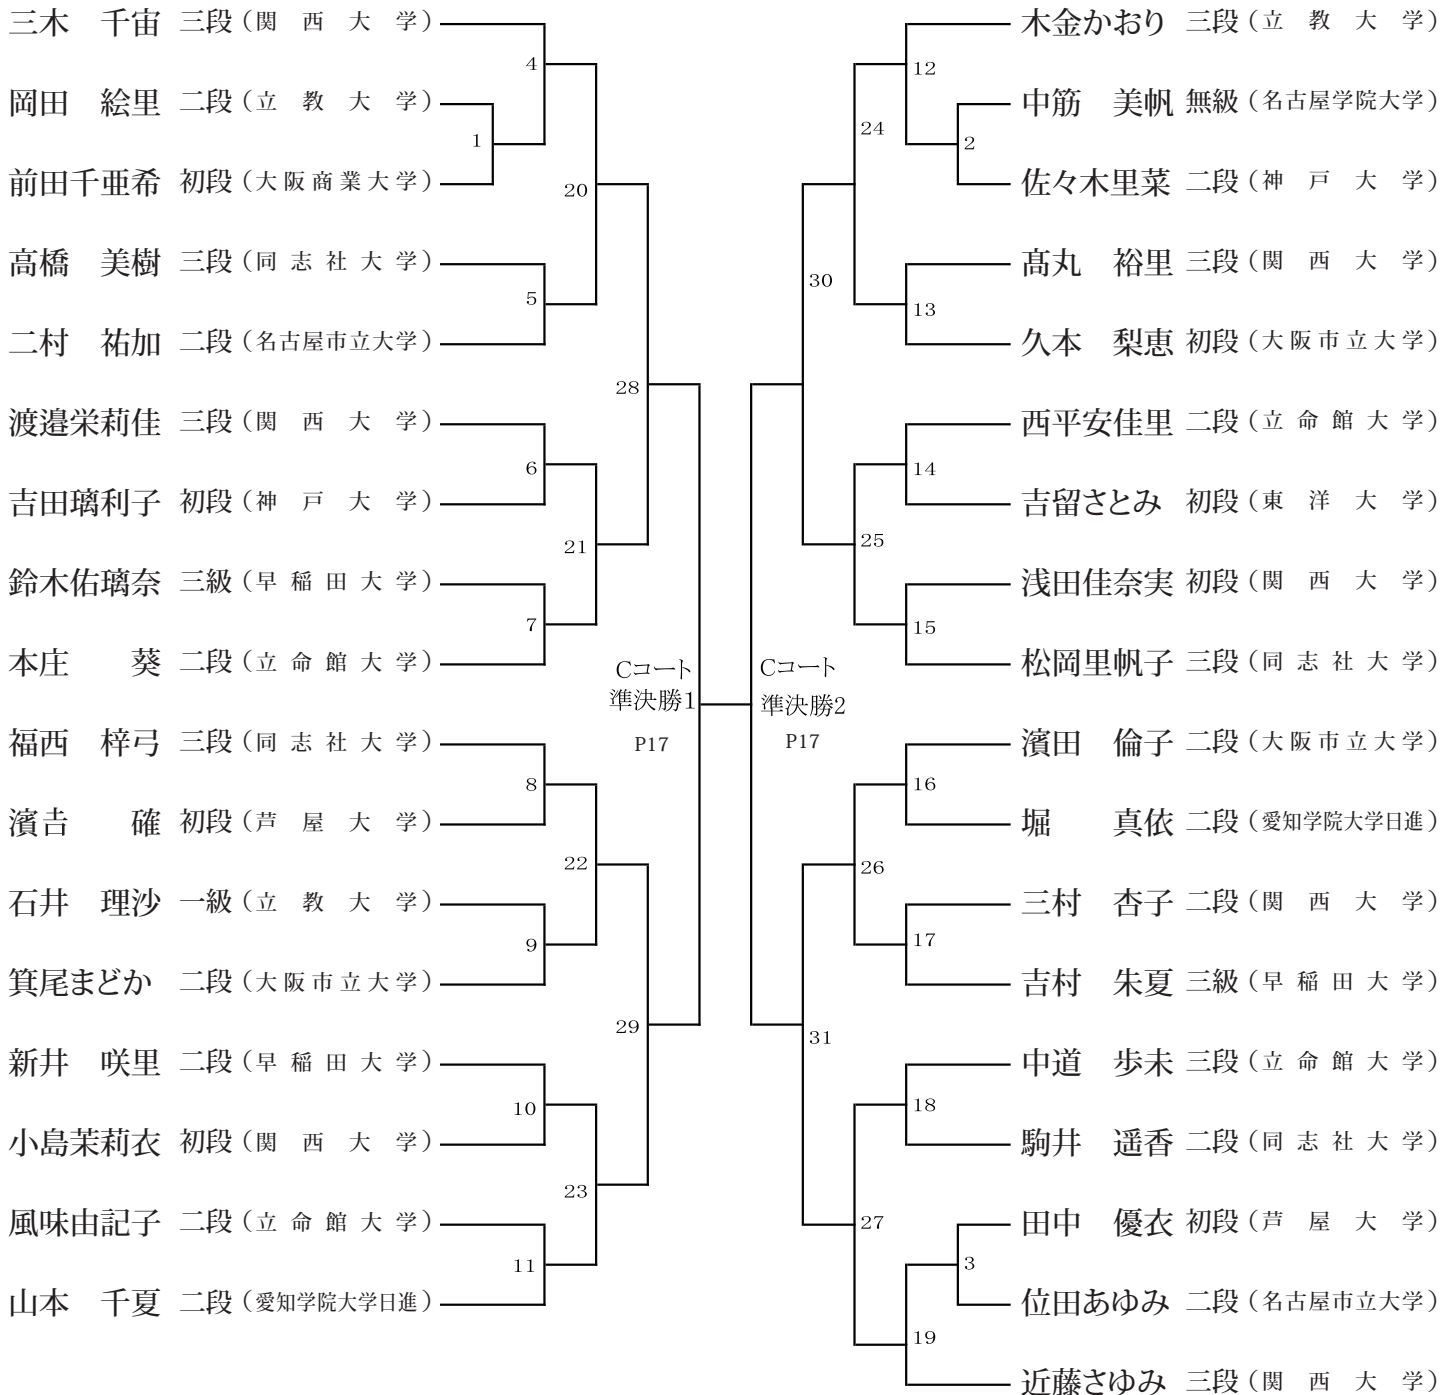 三木 千宙 三段（関西大学）
岡田 絵里 二段（立教大学）
前田千亜希 初段（大阪商業大学）
高橋 美樹 三段（同志社大学）
二村 祐加 二段（名古屋市立大学）
渡邉栄莉佳 三段（関西大学）
吉田璃利子 初段（神戸大学）
鈴木佑璃奈 三級（早稲田大学）
本庄 葵 二段（立命館大学）
福西 梓弓 三段（同志社大学）
濱𠮷 確 初段（芦屋大学）
石井 理沙 一級（立教大学）
箕尾まどか 二段（大阪市立大学）
新井 咲里 二段（早稲田大学）
小島茉莉衣 初段（関西大学）
風味由記子 二段（立命館大学）
山本 千夏 二段（愛知学院大学日進）
4
1
20
5
28
6
21
7
8
22
9
29
10
23
11
Cコート
準決勝1
P17
Cコート
準決勝2
P17
12
24
2
30
13
14
25
15
16
26
17
31
18
27
3
19
木金かおり 三段（立教大学）
中筋 美帆 無級（名古屋学院大学）
佐々木里菜 二段（神戸大学）
髙丸 裕里 三段（関西大学）
久本 梨恵 初段（大阪市立大学）
西平安佳里 二段（立命館大学）
吉留さとみ 初段（東洋大学）
浅田佳奈実 初段（関西大学）
松岡里帆子 三段（同志社大学）
濱田 倫子 二段（大阪市立大学）
堀 真依 二段（愛知学院大学日進）
三村 杏子 二段（関西大学）
吉村 朱夏 三級（早稲田大学）
中道 歩未 三段（立命館大学）
駒井 遥香 二段（同志社大学）
田中 優衣 初段（芦屋大学）
位田あゆみ 二段（名古屋市立大学）
近藤さゆみ 三段（関西大学）